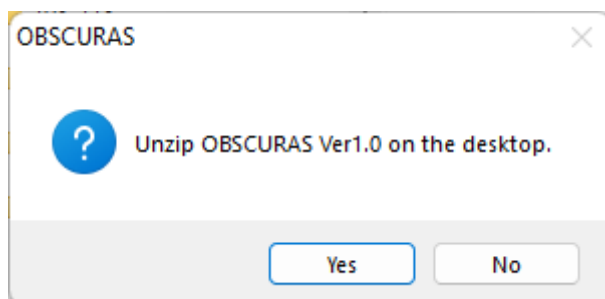 OBSCURAS
Unzip OBSCURAS Ver1.0 on the desktop.
Yes
No